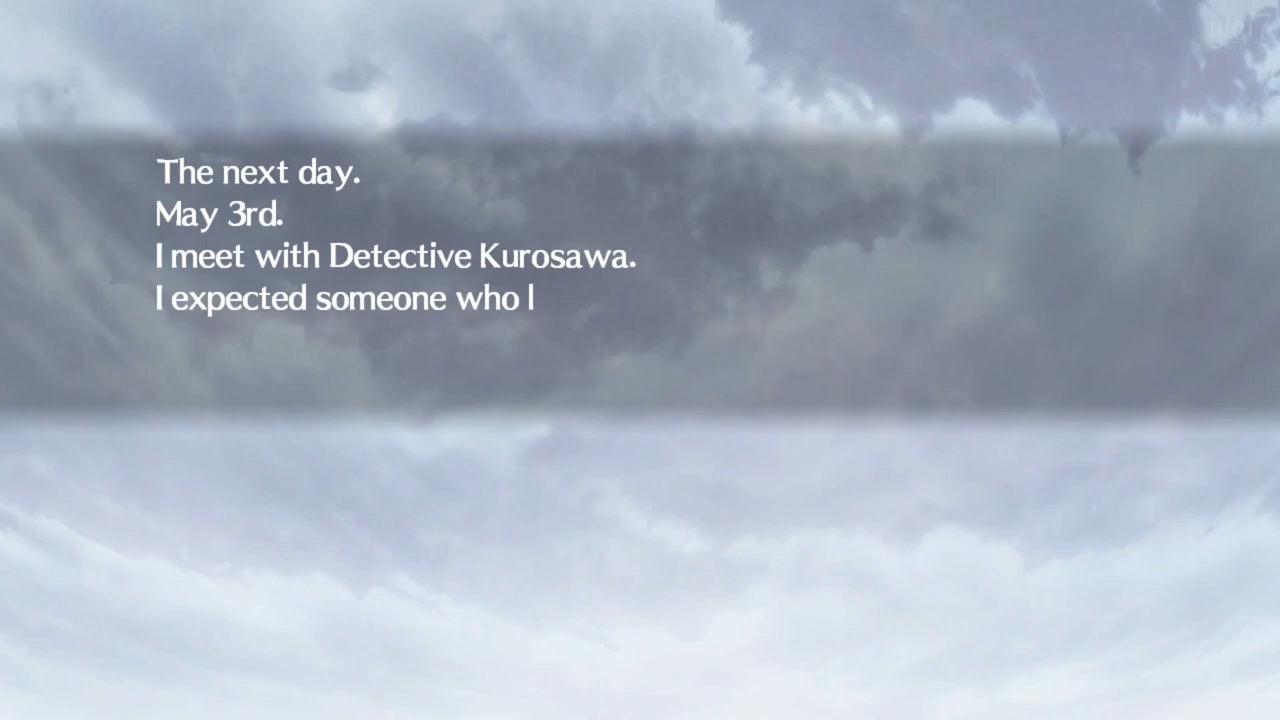 The next day.
May 3rd.
I meet with Detective Kurosawa.
I expected someone who l